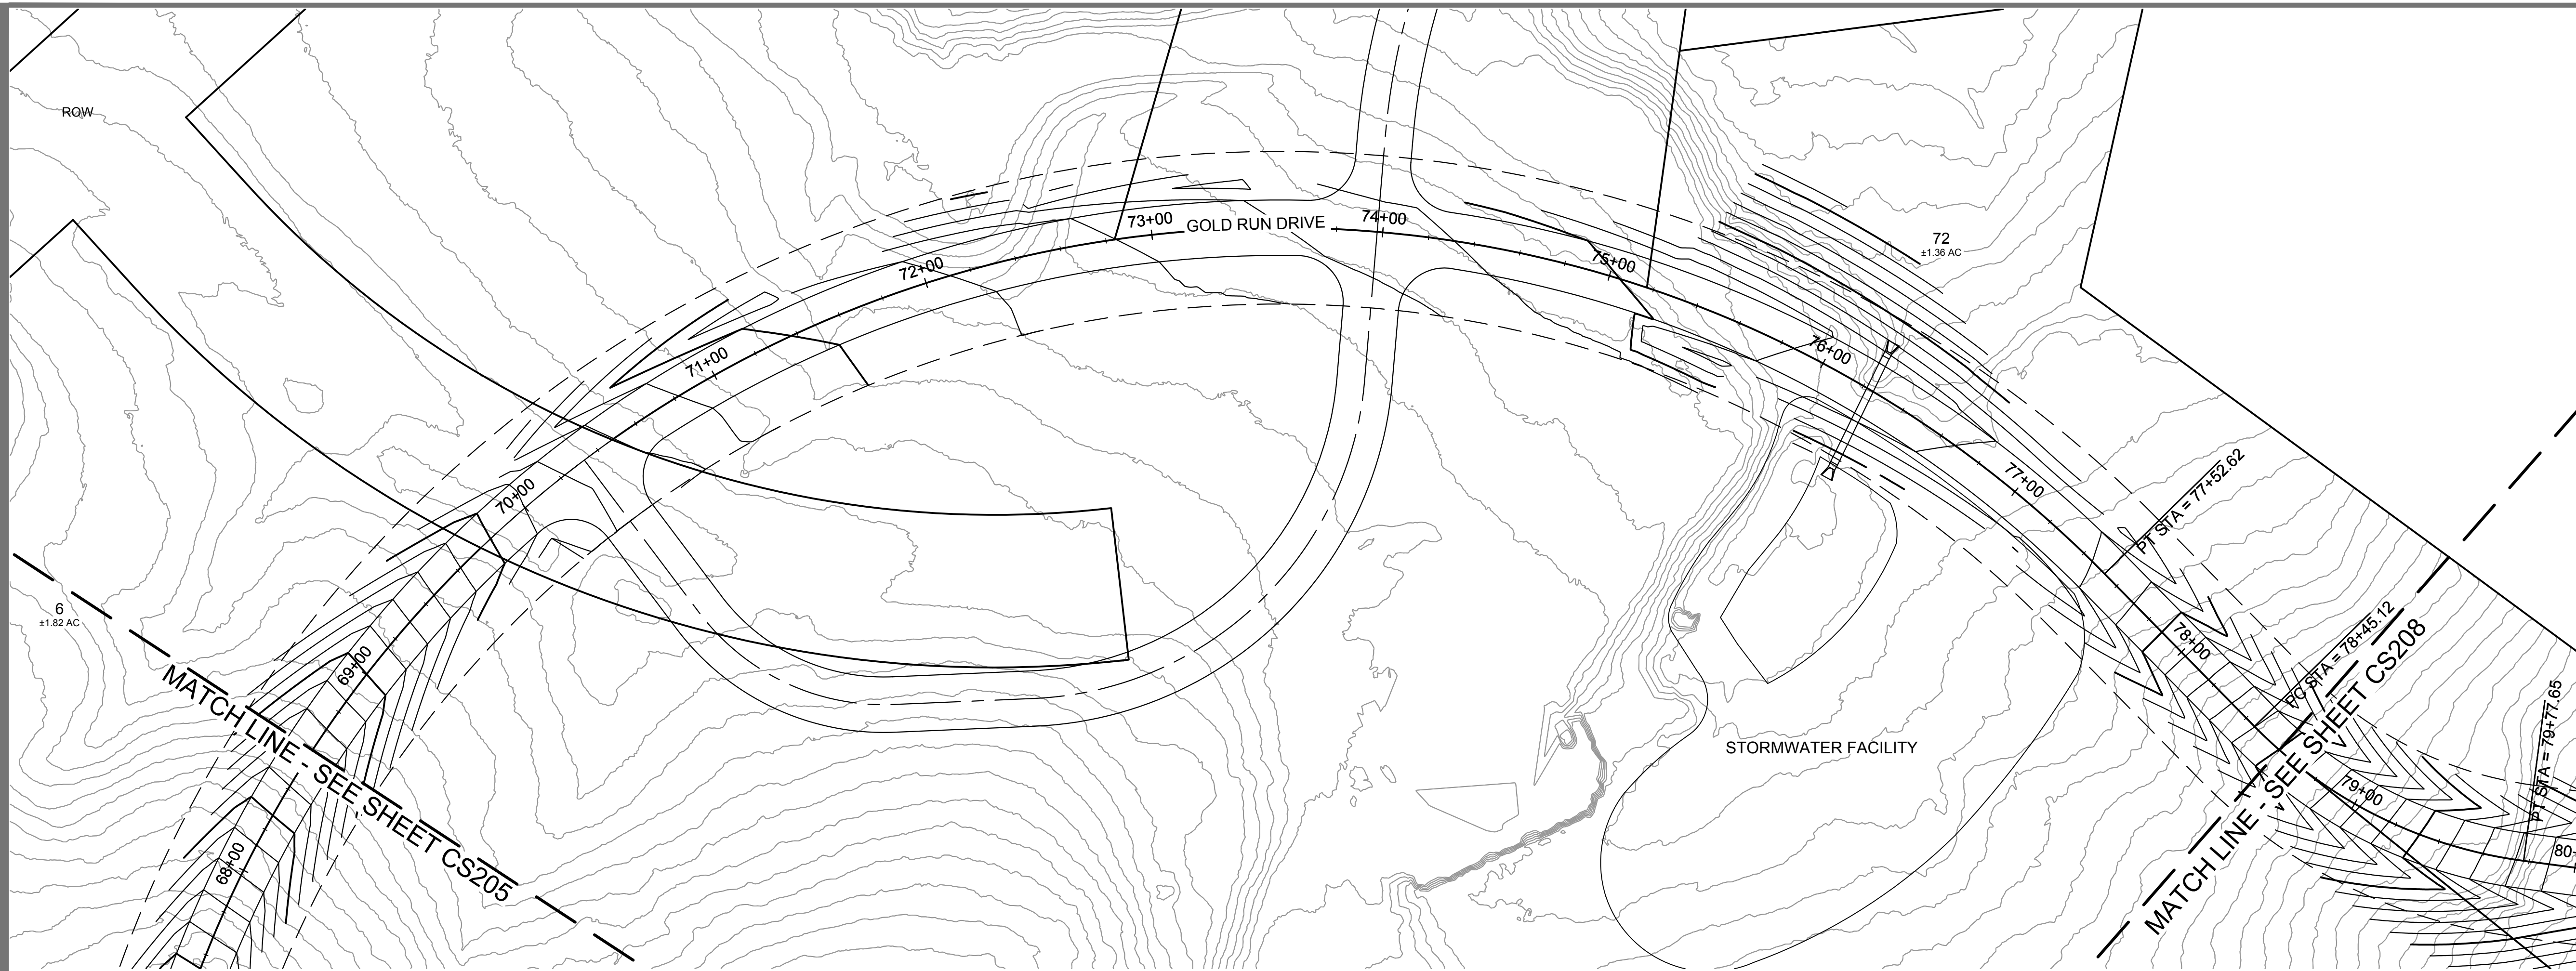 ROW
73+00
GOLD RUN DRIVE
74+00
72+00
75+00
72
±1.36 AC
71+00
76+00
70+00
77+00
PT STA = 77+52.62
6
±1.82 AC
69+00
78+00
PC STA = 78+45.12
MATCH LINE - SEE SHEET CS205
MATCH LINE - SEE SHEET CS208
STORMWATER FACILITY
PT STA = 79+77.65
79+00
68+00
80-